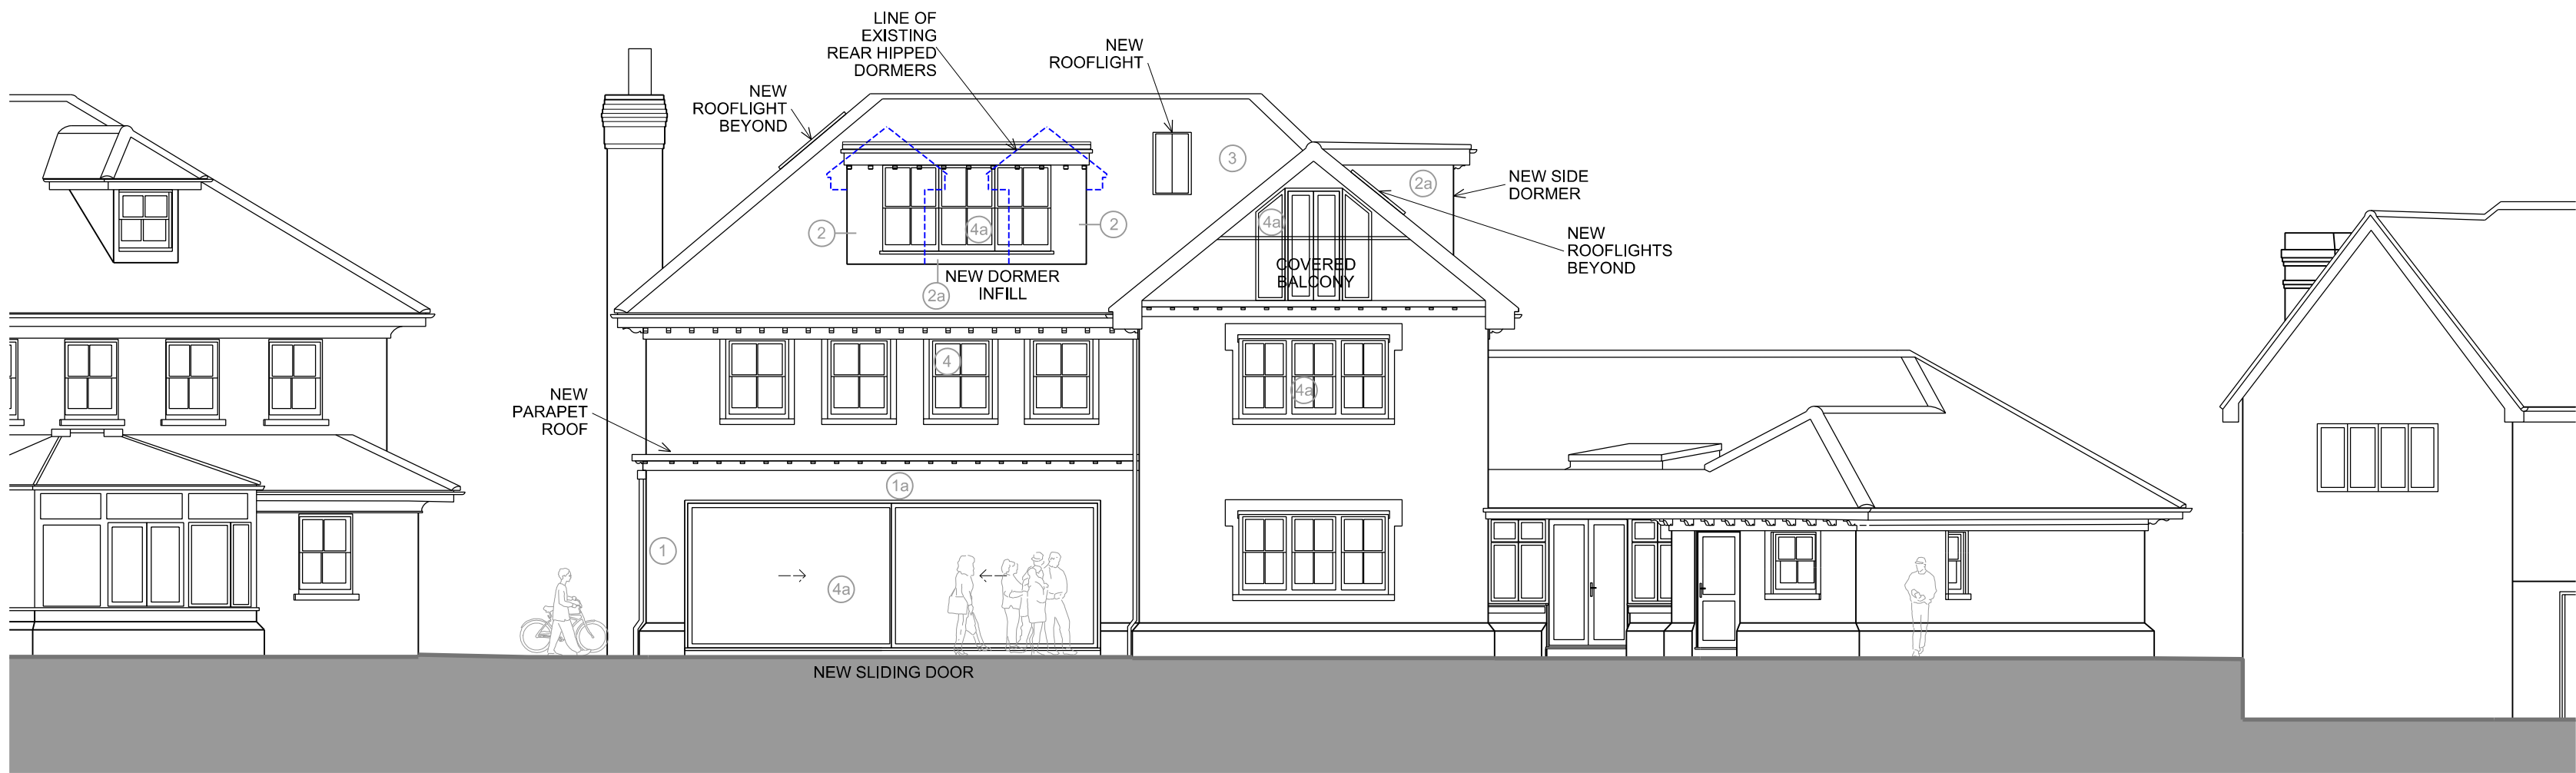 LINE OF
EXISTING
REAR HIPPED
DORMERS
NEW
ROOFLIGHT
NEW
ROOFLIGHT
BEYOND
3
2a
NEW SIDE
DORMER
4a
2
4a
2
NEW
ROOFLIGHTS
BEYOND
COVERED
BALCONY
NEW DORMER
INFILL
2a
4
4a
NEW
PARAPET
ROOF
1a
1
4a
NEW SLIDING DOOR